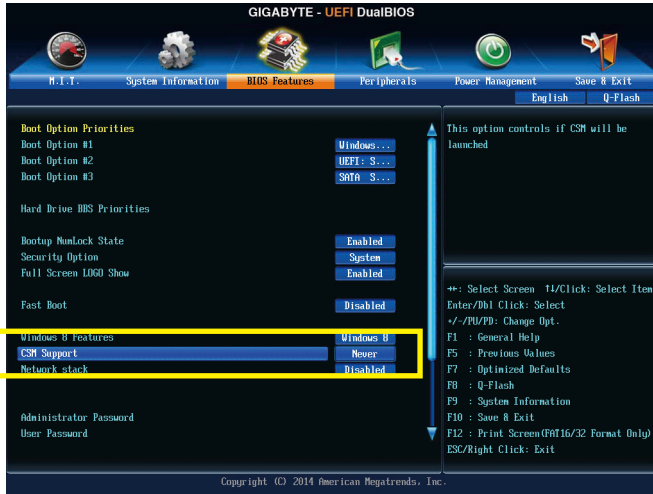 GIGABYTE - UEFI DualBIOS
M.I.T. System Information BIOS Features Peripherals Power Management Save & Exit
English Q-Flash
Boot Option Priorities
Boot Option #1 Windows...
Boot Option #2 UEFI: S...
Boot Option #3 SATA S...
Hard Drive BBS Priorities
Bootup NumLock State Enabled
Security Option System
Full Screen LOGO Show Enabled
Fast Boot Disabled
Windows 8 Features Windows 8
CSM Support Never
Network stack Disabled
Administrator Password
User Password
This option controls if CSM will be
launched
↔: Select Screen ↑↓/Click: Select Item
Enter/Dbl Click: Select
+/-/PU/PD: Change Opt.
F1 : General Help
F5 : Previous Values
F7 : Optimized Defaults
F8 : Q-Flash
F9 : System Information
F10 : Save & Exit
F12 : Print Screen(FAT16/32 Format Only)
ESC/Right Click: Exit
Copyright (C) 2014 American Megatrends, Inc.